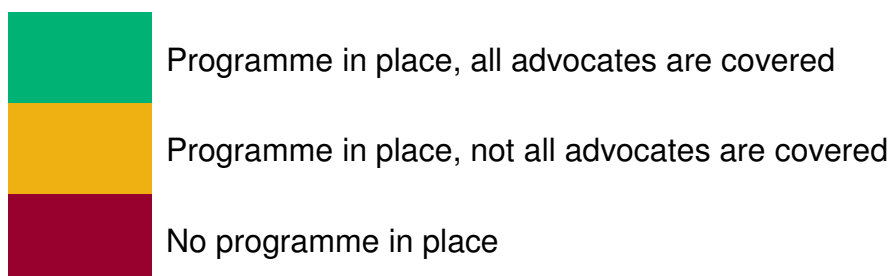 Programme in place, all advocates are covered
Programme in place, not all advocates are covered
No programme in place